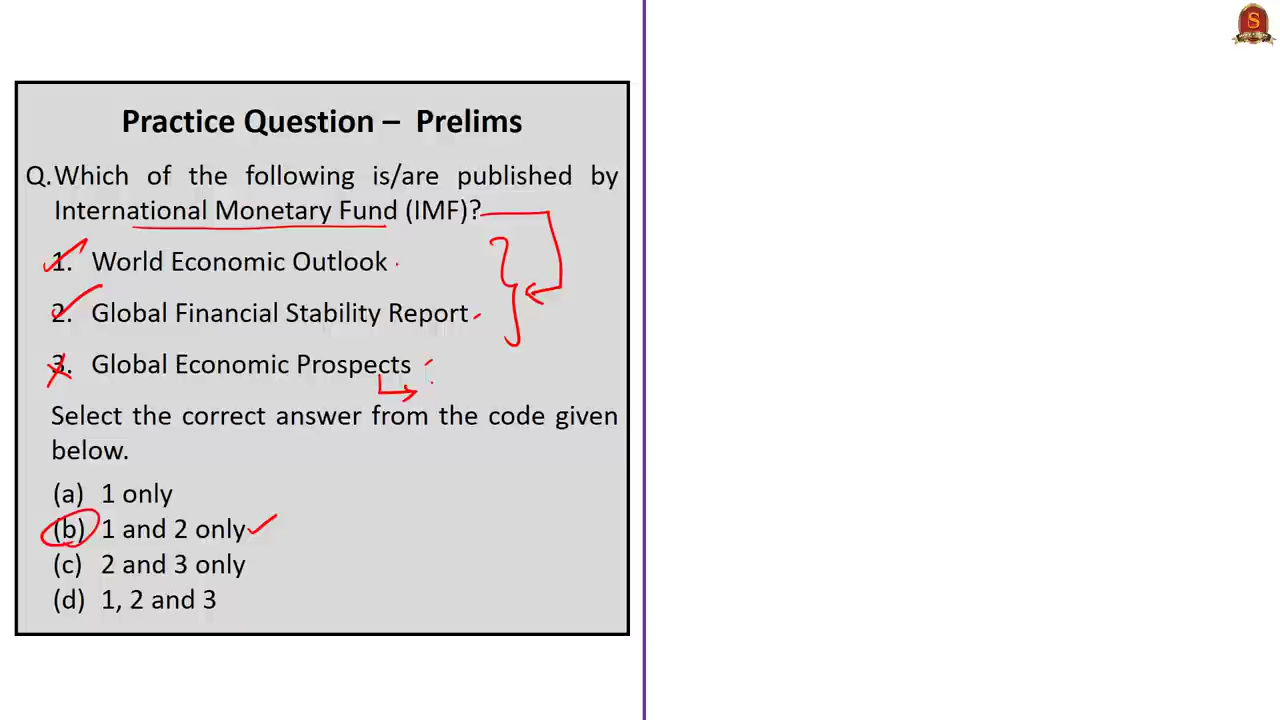 S
Practice Question – Prelims
Q. Which of the following is/are published by
International Monetary Fund (IMF)?
1. World Economic Outlook
2. Global Financial Stability Report
3. Global Economic Prospects
Select the correct answer from the code given
below.
(a) 1 only
(b) 1 and 2 only
(c) 2 and 3 only
(d) 1, 2 and 3